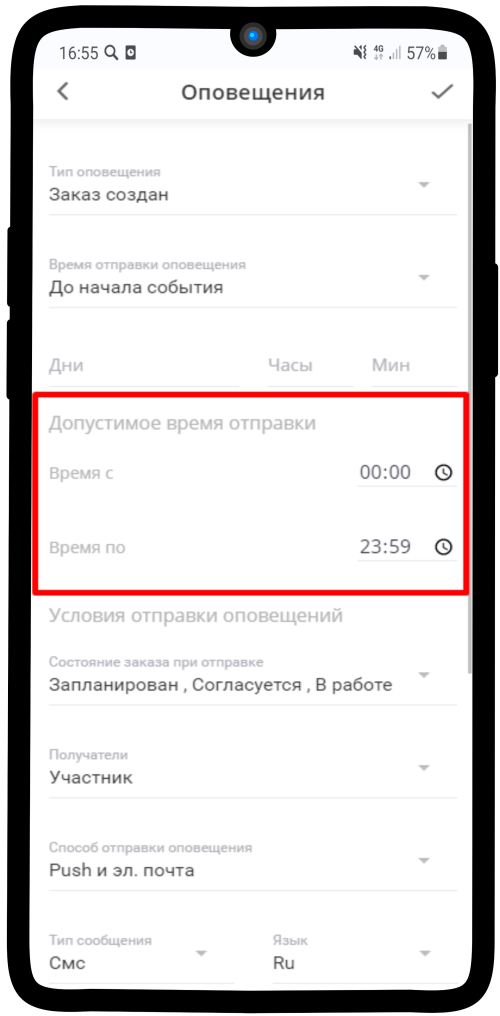 16:55 4G 57%
Оповещения
Тип оповещения
Заказ создан
Время отправки оповещения
До начала события
Дни Часы Мин
Допустимое время отправки
Время с 00:00
Время по 23:59
Условия отправки оповещений
Состояние заказа при отправке
Запланирован , Согласуется , В работе
Получатели
Участник
Способ отправки оповещения
Push и эл. почта
Тип сообщения Язык
Смс Ru